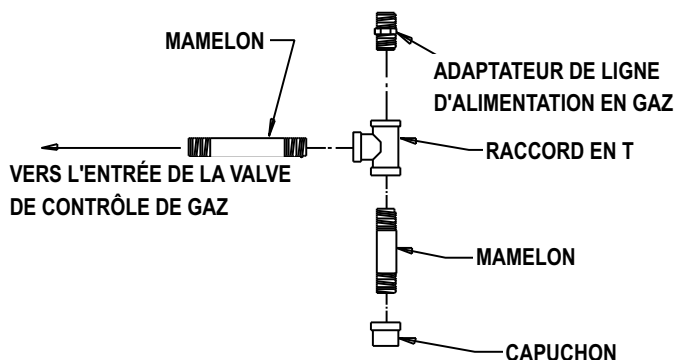 MAMELON
ADAPTATEUR DE LIGNE
D'ALIMENTATION EN GAZ
RACCORD EN T
VERS L'ENTRÉE DE LA VALVE
DE CONTRÔLE DE GAZ
MAMELON
CAPUCHON